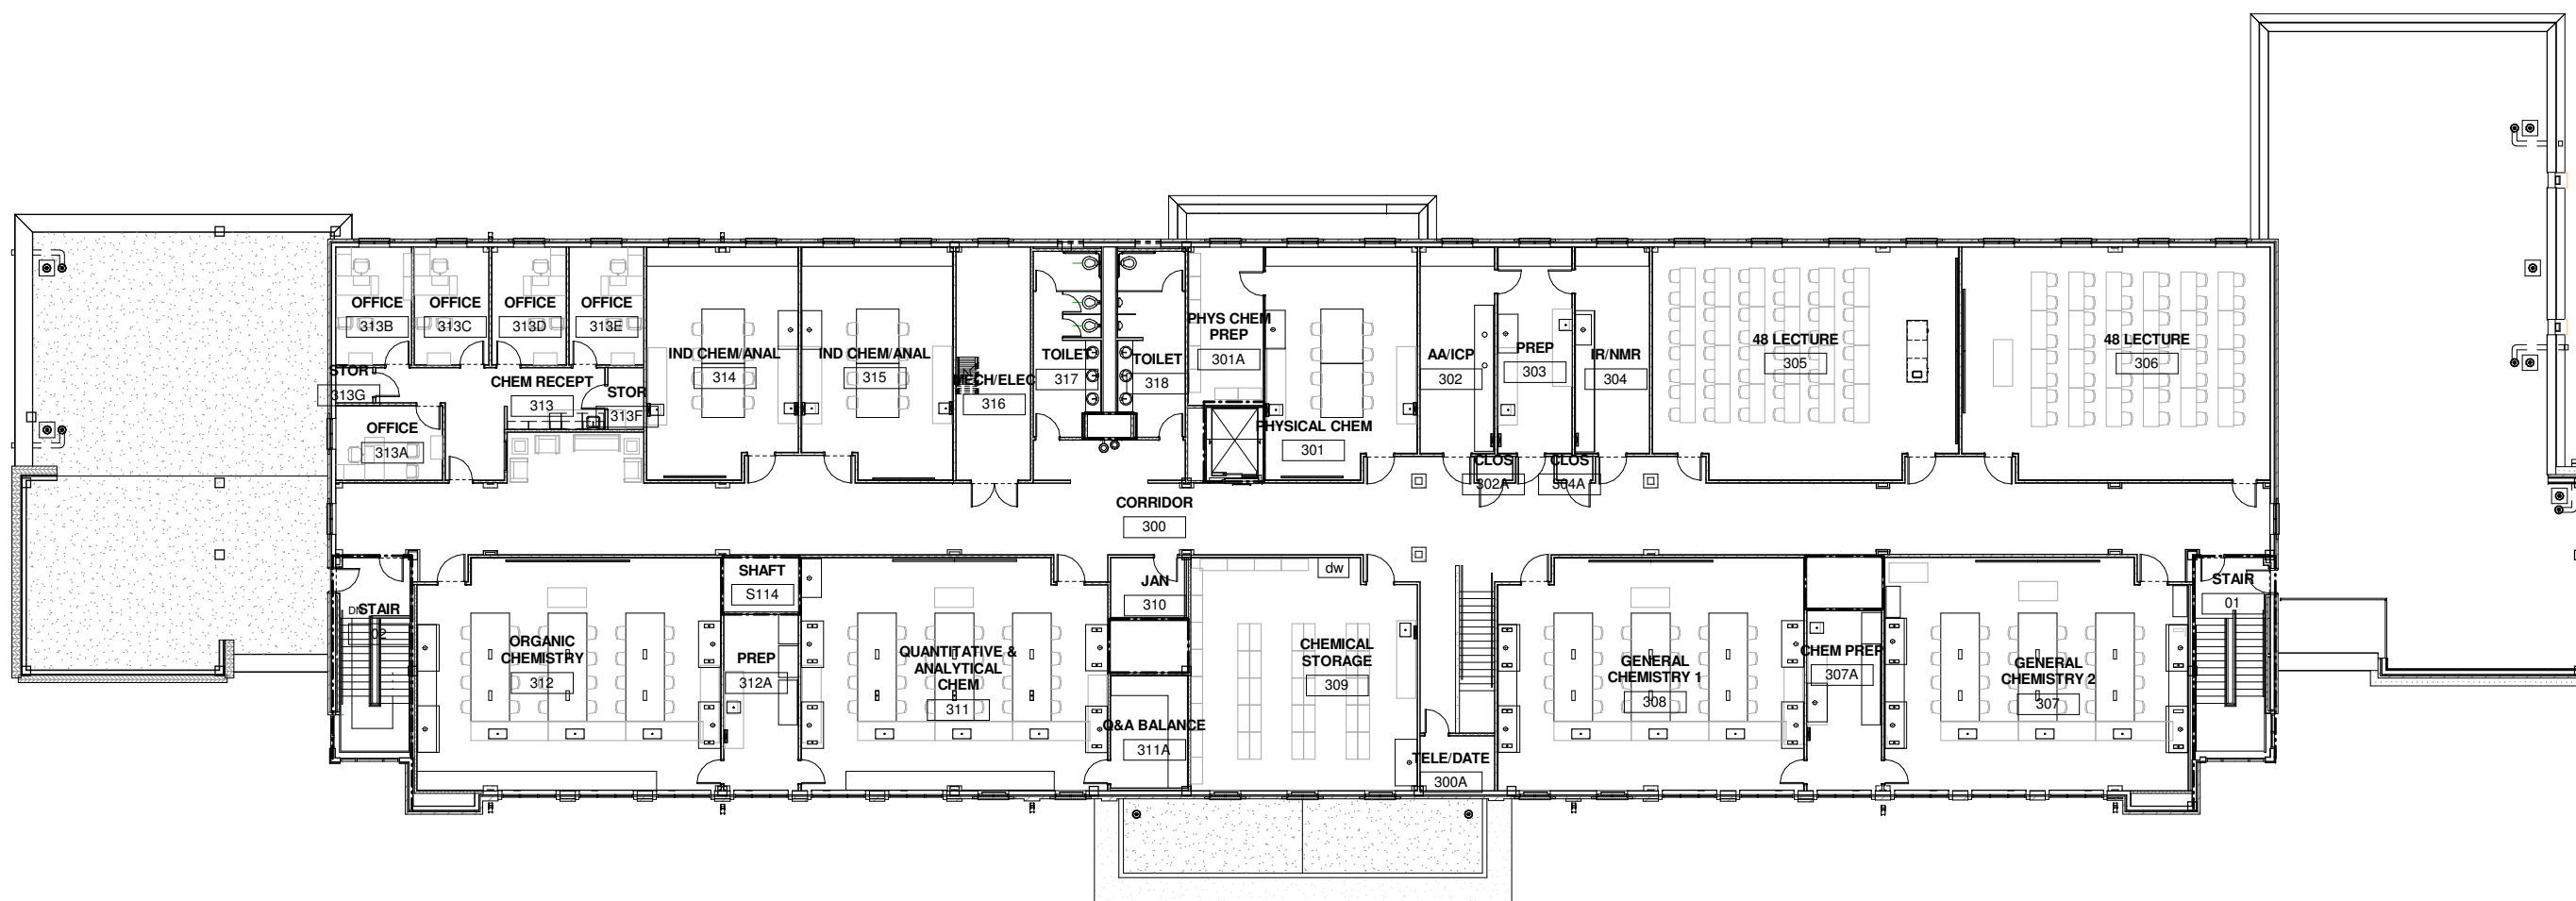 OFFICE
313B
OFFICE
313C
OFFICE
313D
OFFICE
313E
STOR
313G
CHEM RECEPT
313
STOR
313F
OFFICE
313A
IND CHEM/ANAL
314
IND CHEM/ANAL
315
MECH/ELEC
316
TOILET
317
TOILET
318
PHYS CHEM
PREP
301A
PHYSICAL CHEM
301
AA/ICP
302
PREP
303
IR/NMR
304
CLOS
302A
CLOS
304A
48 LECTURE
305
48 LECTURE
306
CORRIDOR
300
DN
STAIR
02
ORGANIC
CHEMISTRY
312
SHAFT
S114
PREP
312A
QUANTITATIVE &
ANALYTICAL
CHEM
311
JAN
310
Q&A BALANCE
311A
dw
CHEMICAL
STORAGE
309
TELE/DATE
300A
GENERAL
CHEMISTRY 1
308
CHEM PREP
307A
GENERAL
CHEMISTRY 2
307
STAIR
01